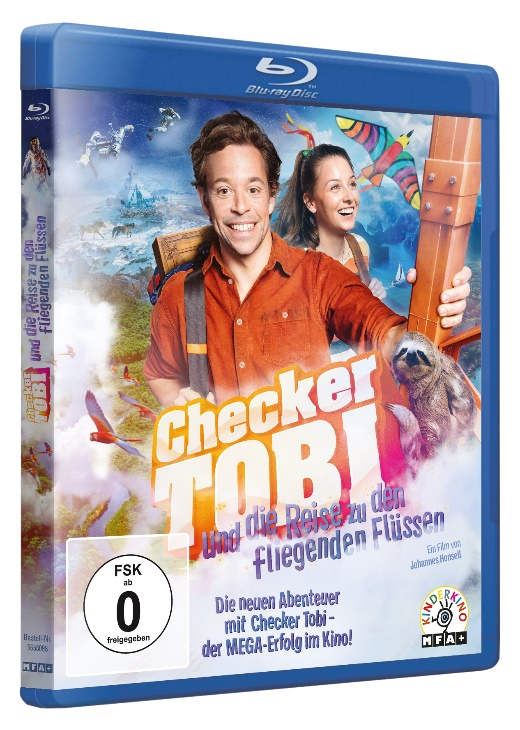 Blu-ray Disc
TM
Checker
TOBI
und die Reise zu den
fliegenden Flüssen
Ein Film von
Johannes Honsell
Die neuen Abenteuer
mit Checker Tobi -
der MEGA-Erfolg im Kino!
FSK
ab
0
freigegeben
KINDERKINO
MFA+
Blu-ray Disc
und die Reise zu den
fliegenden Flüssen
Checker
TOBI
Bestell-Nr.
MFA+